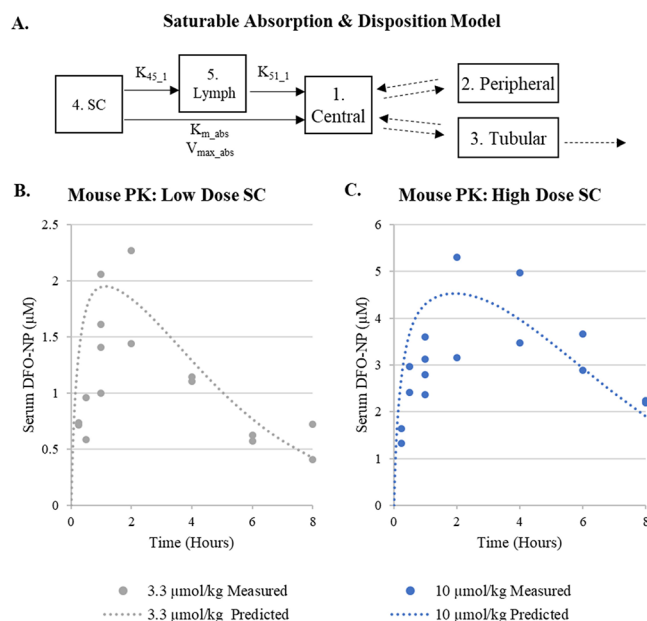 A.
Saturable Absorption & Disposition Model
4. SC
K45_1
5.
Lymph
K51_1
1.
Central
Km_abs
Vmax_abs
2. Peripheral
3. Tubular
B.
Mouse PK: Low Dose SC
Serum DFO-NP (µM)
2.5
2
1.5
1
0.5
0
0 2 4 6 8
Time (Hours)
3.3 µmol/kg Measured
3.3 µmol/kg Predicted
C.
Mouse PK: High Dose SC
Serum DFO-NP (µM)
6
5
4
3
2
1
0
0 2 4 6 8
Time (Hours)
10 µmol/kg Measured
10 µmol/kg Predicted